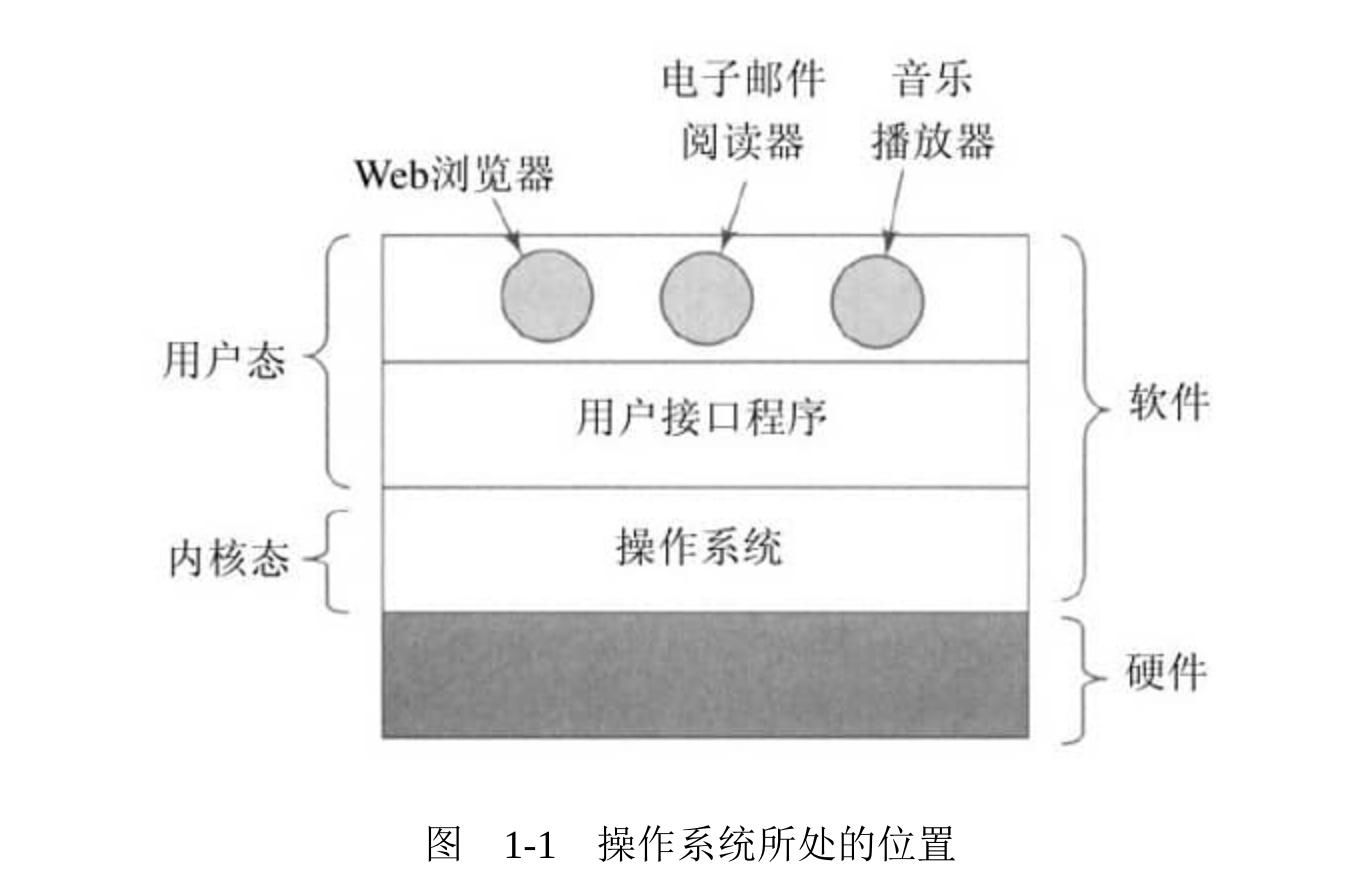 电子邮件
阅读器
音乐
播放器
Web浏览器
用户态
用户接口程序
软件
内核态
操作系统
硬件
图 1-1 操作系统所处的位置